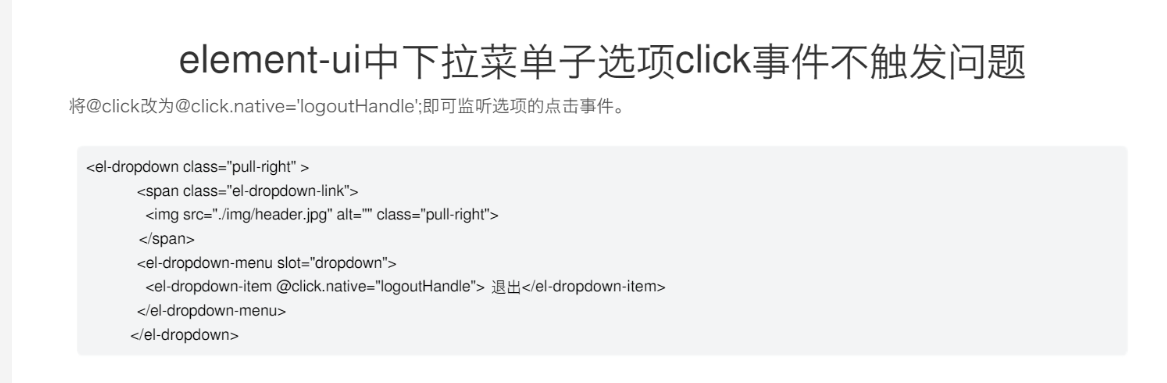 element-ui中下拉菜单子选项click事件不触发问题
将@click改为@click.native='logoutHandle';即可监听选项的点击事件。
<el-dropdown class="pull-right" >
<span class="el-dropdown-link">
<img src="./img/header.jpg" alt="" class="pull-right">
</span>
<el-dropdown-menu slot="dropdown">
<el-dropdown-item @click.native="logoutHandle"> 退出</el-dropdown-item>
</el-dropdown-menu>
</el-dropdown>